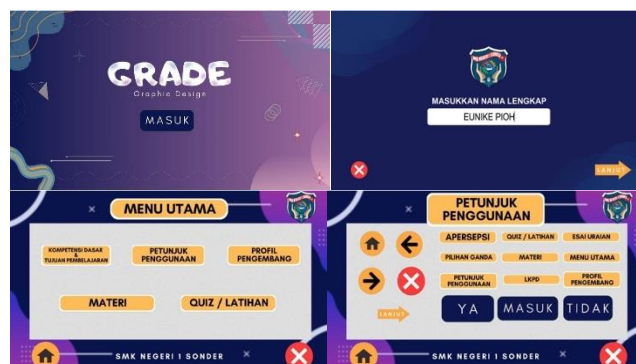 GRADE
Graphic Design
MASUK
MASUKKAN NAMA LENGKAP
EUNIKE PIOH
LANJUT
MENU UTAMA
KOMPETENSI DASAR
&
TUJUAN PEMBELAJARAN
PETUNJUK
PENGGUNAAN
PROFIL
PENGEMBANG
MATERI
QUIZ / LATIHAN
SMK NEGERI 1 SONDER
PETUNJUK
PENGGUNAAN
APERSEPSI
QUIZ / LATIHAN
ESAI URAIAN
PILIHAN GANDA
MATERI
MENU UTAMA
PETUNJUK
PENGGUNAAN
LKPD
PROFIL
PENGEMBANG
LANJUT
YA
MASUK
TIDAK
SMK NEGERI 1 SONDER